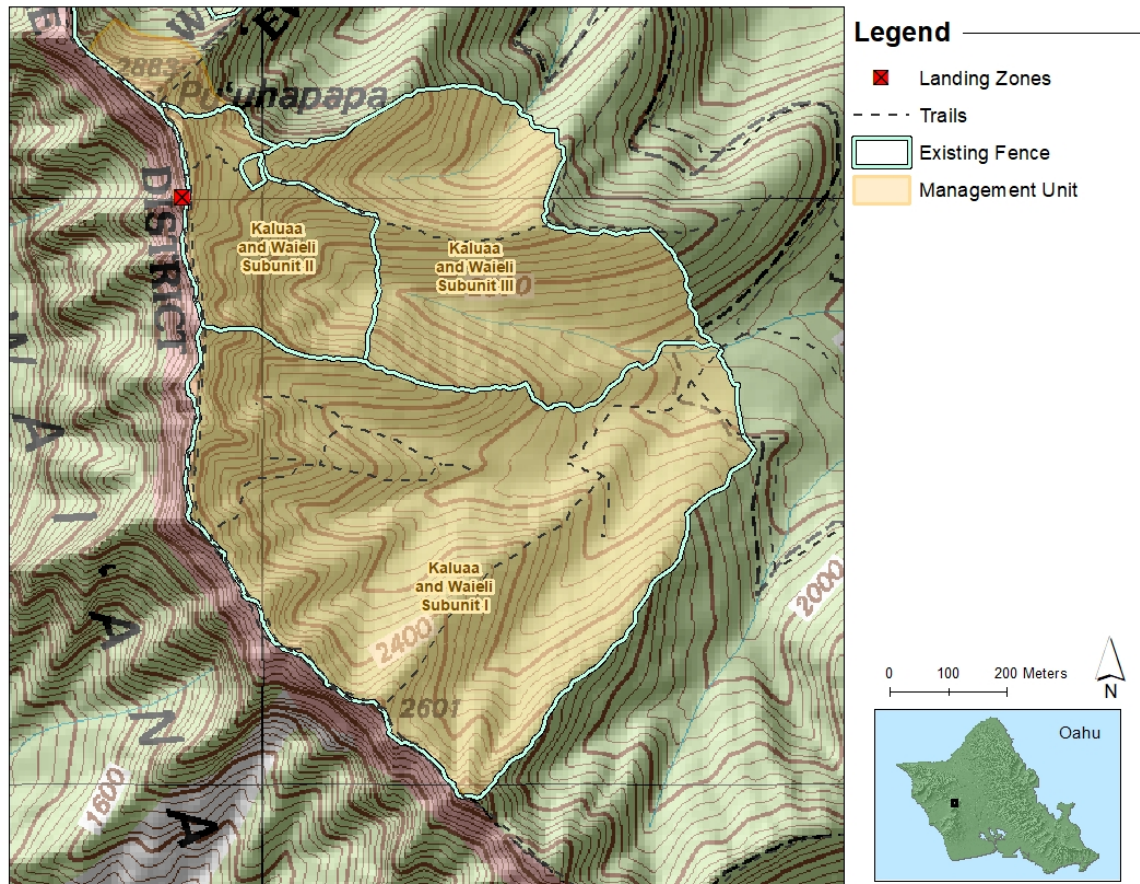 2883
Pu'unapapa
DISTRICT
Kaluaa
and Waieli
Subunit II
Kaluaa
and Waieli
Subunit III
Kaluaa
and Waieli
Subunit I
2400
2601
2000
1600
W
A
I
A
N
A
Legend
Landing Zones
Trails
Existing Fence
Management Unit
0 100 200 Meters
N
Oahu